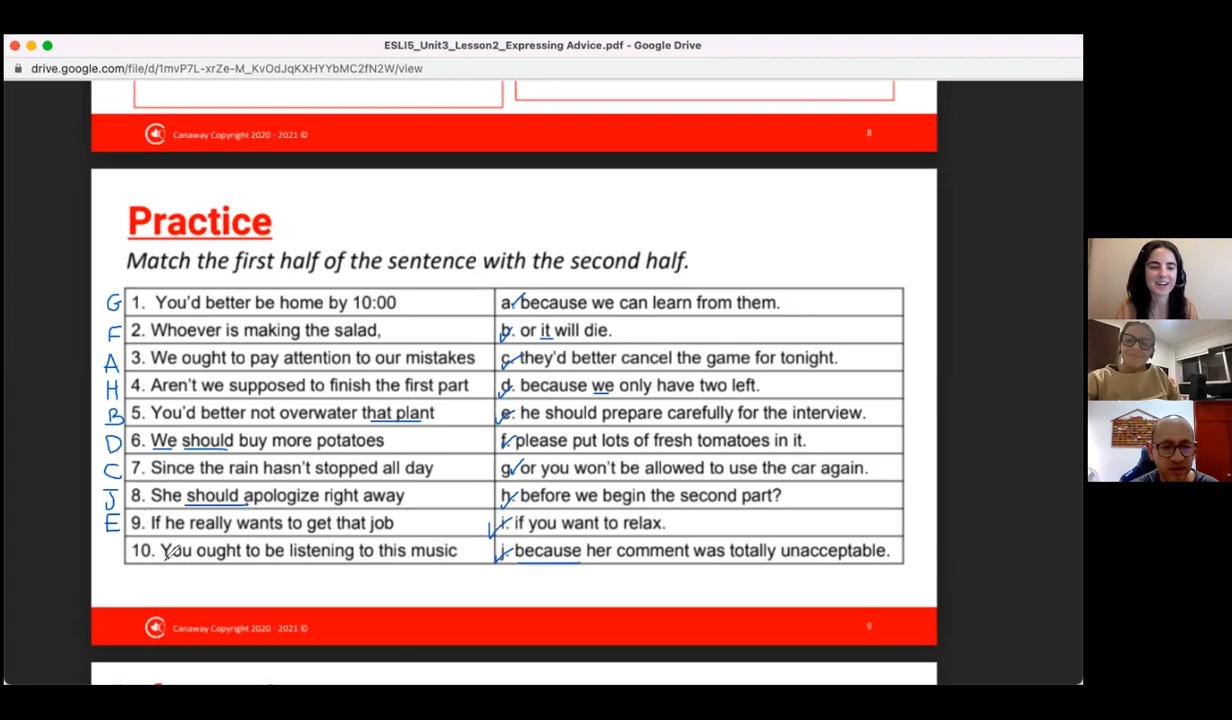 ESLI5_Unit3_Lesson2_Expressing Advice.pdf - Google Drive
drive.google.com/file/d/1mvP7L-xrZe-M_KvOdJqKXHYYbMC2fN2W/view
Canaway Copyright 2020 - 2021 © 8
Practice
Match the first half of the sentence with the second half.
G 1. You'd better be home by 10:00 a. because we can learn from them.
F 2. Whoever is making the salad, b. or it will die.
A 3. We ought to pay attention to our mistakes c. they'd better cancel the game for tonight.
H 4. Aren't we supposed to finish the first part d. because we only have two left.
B 5. You'd better not overwater that plant e. he should prepare carefully for the interview.
D 6. We should buy more potatoes f. please put lots of fresh tomatoes in it.
C 7. Since the rain hasn't stopped all day g. or you won't be allowed to use the car again.
J 8. She should apologize right away h. before we begin the second part?
E 9. If he really wants to get that job i. if you want to relax.
10. You ought to be listening to this music j. because her comment was totally unacceptable.
Canaway Copyright 2020 - 2021 © 9